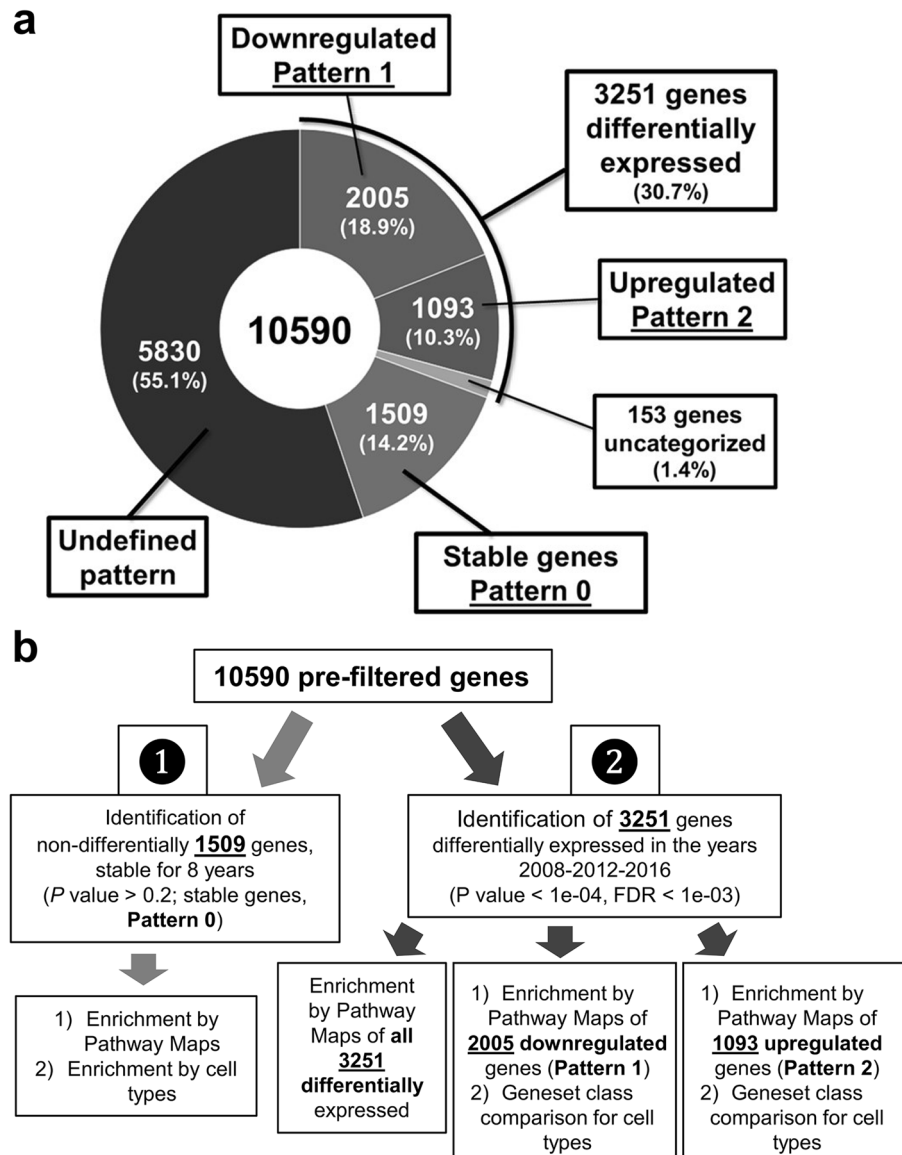 a
Downregulated
Pattern 1
3251 genes
differentially
expressed
(30.7%)
2005
(18.9%)
Upregulated
Pattern 2
1093
(10.3%)
10590
5830
(55.1%)
1509
(14.2%)
153 genes
uncategorized
(1.4%)
Undefined
pattern
Stable genes
Pattern 0
b
10590 pre-filtered genes
1
Identification of
non-differentially 1509 genes,
stable for 8 years
(P value > 0.2; stable genes,
Pattern 0)
2
Identification of 3251 genes
differentially expressed in the years
2008-2012-2016
(P value < 1e-04, FDR < 1e-03)
1) Enrichment by
Pathway Maps
2) Enrichment by cell
types
Enrichment
by Pathway
Maps of all
3251
differentially
expressed
1) Enrichment by
Pathway Maps of
2005 downregulated
genes (Pattern 1)
2) Geneset class
comparison for cell
types
1) Enrichment by
Pathway Maps of
1093 upregulated
genes (Pattern 2)
2) Geneset class
comparison for cell
types